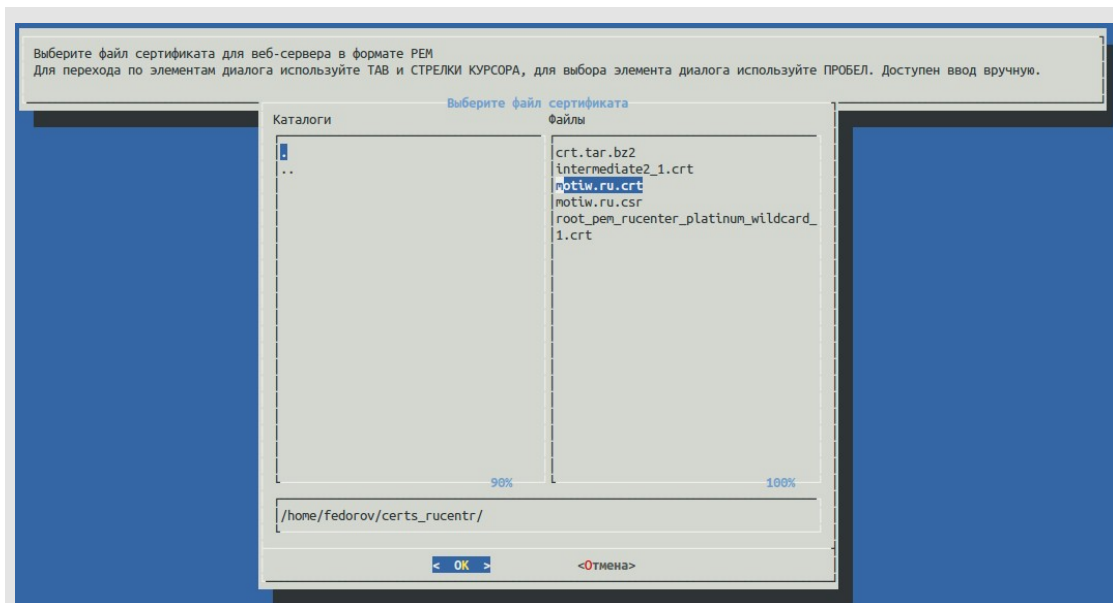 Выберите файл сертификата для веб-сервера в формате PEM
Для перехода по элементам диалога используйте TAB и СТРЕЛКИ КУРСОРА, для выбора элемента диалога используйте ПРОБЕЛ. Доступен ввод вручную.
Выберите файл сертификата
Каталоги
Файлы
.
..
crt.tar.bz2
intermediate2_1.crt
motiw.ru.crt
motiw.ru.csr
root_pem_rucenter_platinum_wildcard_
1.crt
90%
100%
/home/fedorov/certs_rucentr/
< OK >
<Отмена>